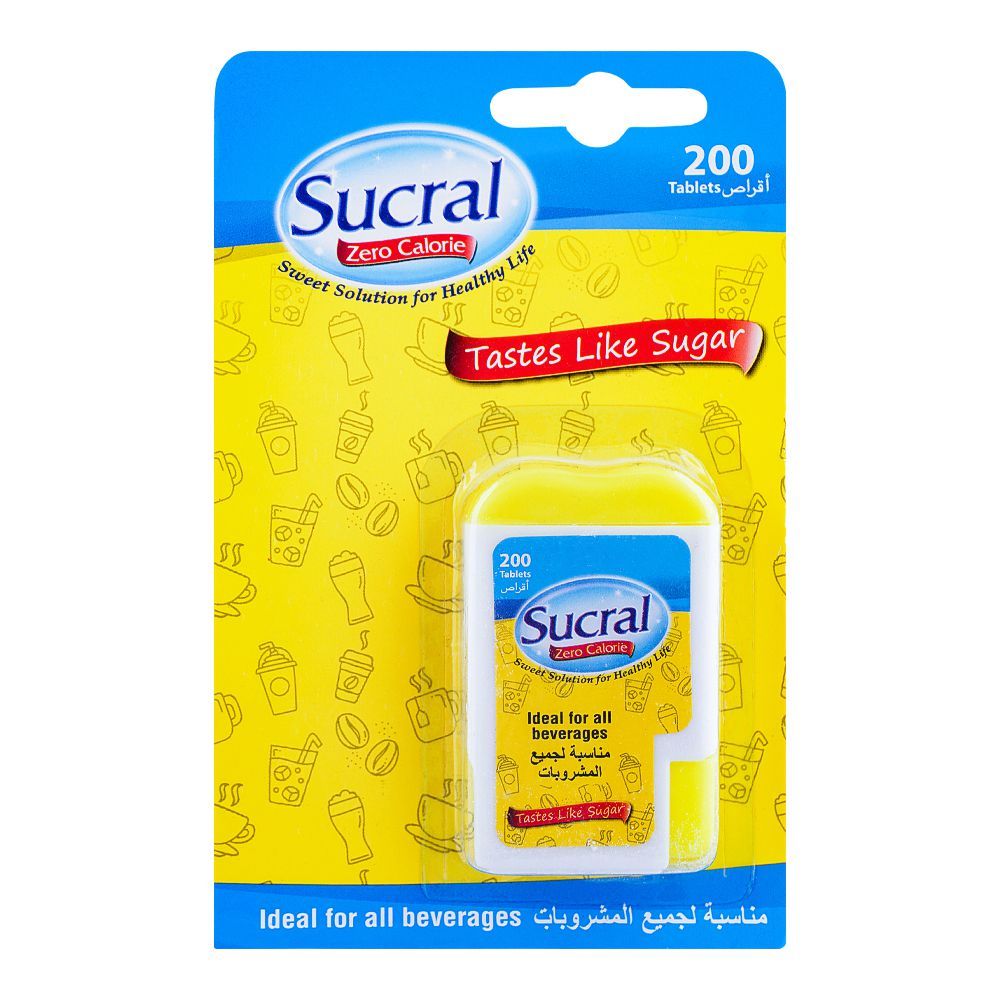 200
Tablets أقراص
Sucral
Zero Calorie
Sweet Solution for Healthy Life
Tastes Like Sugar
200
Tablets
أقراص
Sucral
Zero Calorie
Sweet Solution for Healthy Life
Ideal for all
beverages
مناسبة لجميع
المشروبات
Tastes Like Sugar
Ideal for all beverages مناسبة لجميع المشروبات